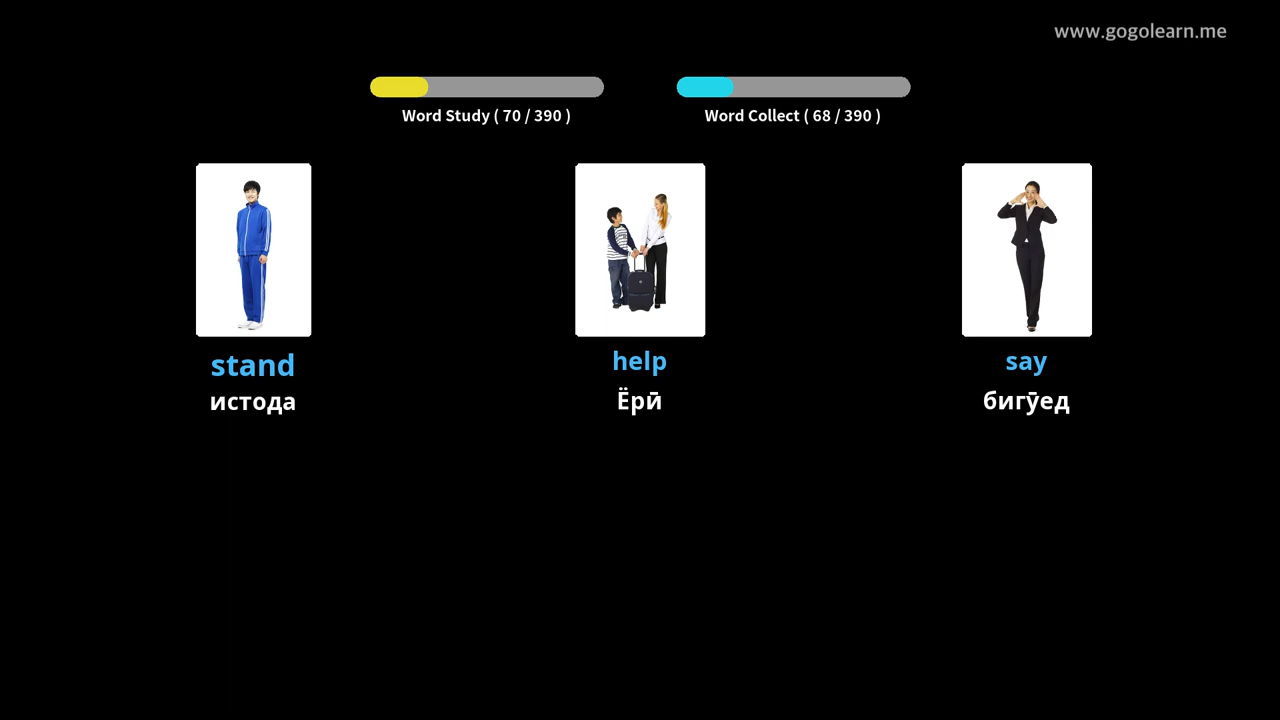 www.gogolearn.me
Word Study ( 70 / 390 )
Word Collect ( 68 / 390 )
stand
help
say
истода
Ёрӣ
бигӯед